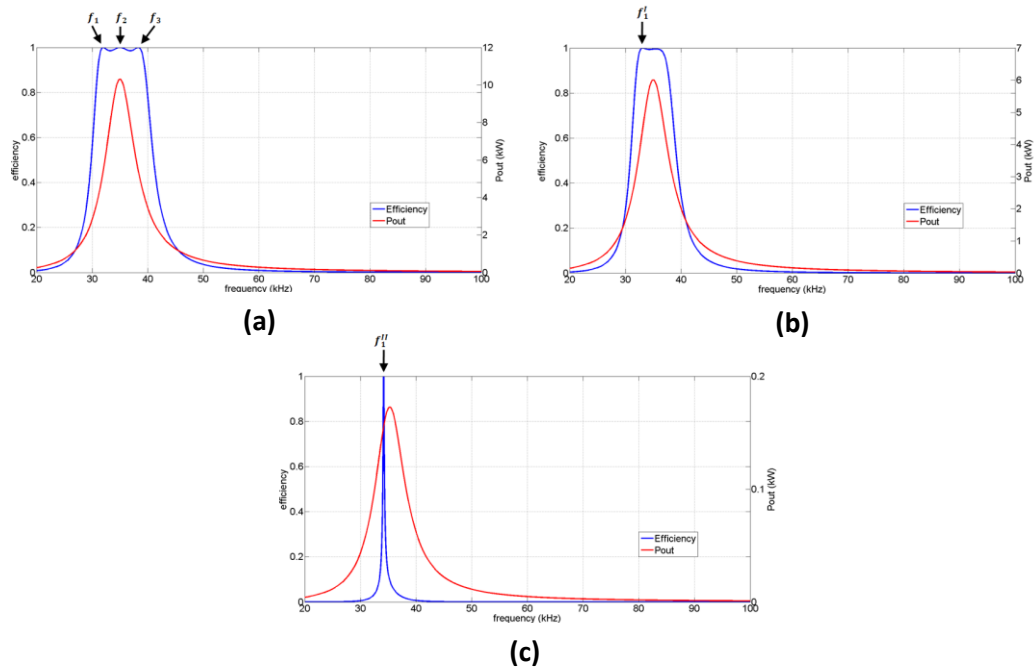 f₁ f₂ f₃
1
0.8
0.6
0.4
0.2
0
efficiency
12
10
8
6
4
2
0
Pout (kW)
Efficiency
Pout
20 30 40 50 60 70 80 90 100
frequency (kHz)
(a)
f₁′
1
0.8
0.6
0.4
0.2
0
efficiency
7
6
5
4
3
2
1
0
Pout (kW)
Efficiency
Pout
20 30 40 50 60 70 80 90 100
frequency (kHz)
(b)
f₁′′
1
0.8
0.6
0.4
0.2
0
efficiency
0.2
0.1
0
Pout (kW)
Efficiency
Pout
20 30 40 50 60 70 80 90 100
frequency (kHz)
(c)